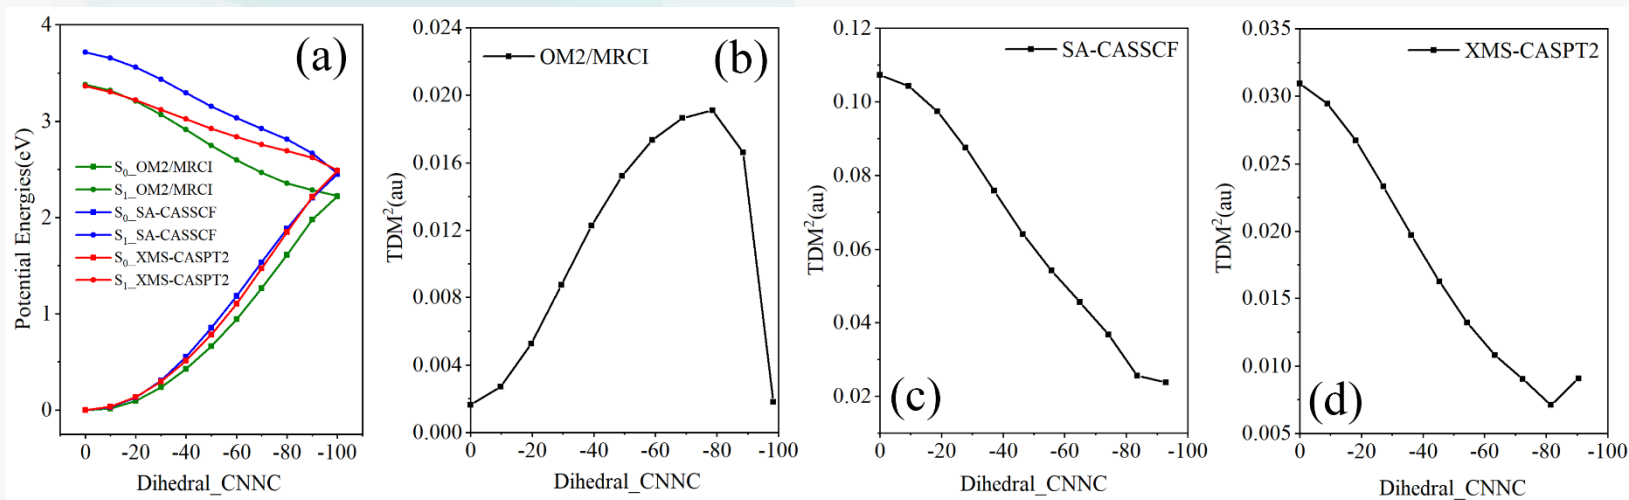 (a)
Potential Energies(eV)
4
3
2
1
0
S0_OM2/MRCI
S1_OM2/MRCI
S0_SA-CASSCF
S1_SA-CASSCF
S0_XMS-CASPT2
S1_XMS-CASPT2
0 -20 -40 -60 -80 -100
Dihedral_CNNC
(b)
OM2/MRCI
TDM²(au)
0.024
0.020
0.016
0.012
0.008
0.004
0.000
0 -20 -40 -60 -80 -100
Dihedral_CNNC
SA-CASSCF
TDM²(au)
0.12
0.10
0.08
0.06
0.04
0.02
(c)
0 -20 -40 -60 -80 -100
Dihedral_CNNC
XMS-CASPT2
TDM²(au)
0.035
0.030
0.025
0.020
0.015
0.010
0.005
(d)
0 -20 -40 -60 -80 -100
Dihedral_CNNC